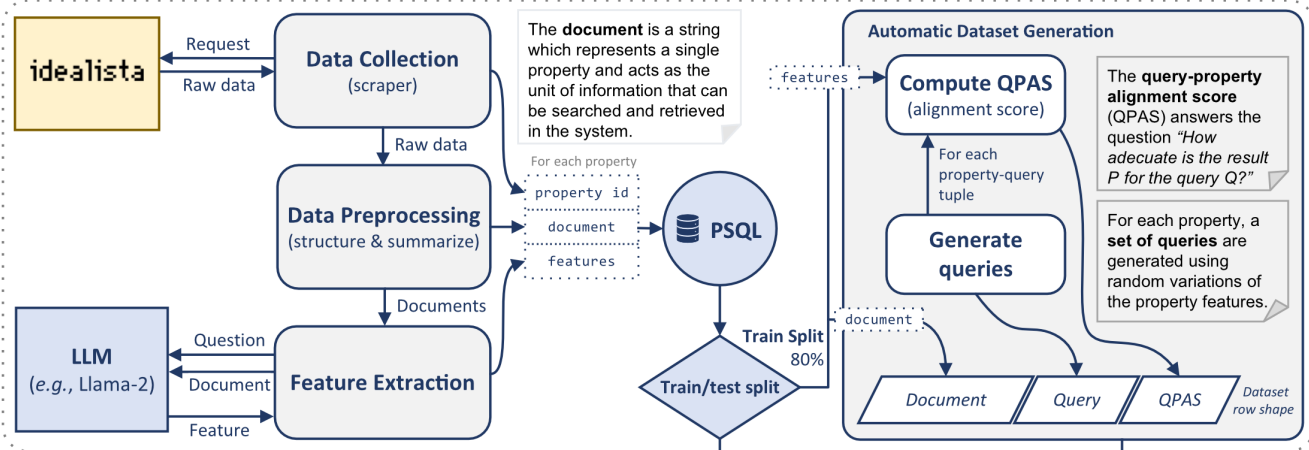 idealista
Request
Raw data
Data Collection
(scraper)
Raw data
Data Preprocessing
(structure & summarize)
Documents
LLM
(e.g., Llama-2)
Question
Document
Feature
Feature Extraction
The document is a string
which represents a single
property and acts as the
unit of information that can
be searched and retrieved
in the system.
For each property
property id
document
features
PSQL
Train/test split
Train Split
80%
Automatic Dataset Generation
features
Compute QPAS
(alignment score)
For each
property-query
tuple
Generate
queries
document
The query-property
alignment score
(QPAS) answers the
question “How
adequate is the result
P for the query Q?”
For each property, a
set of queries are
generated using
random variations of
the property features.
Document
Query
QPAS
Dataset
row shape